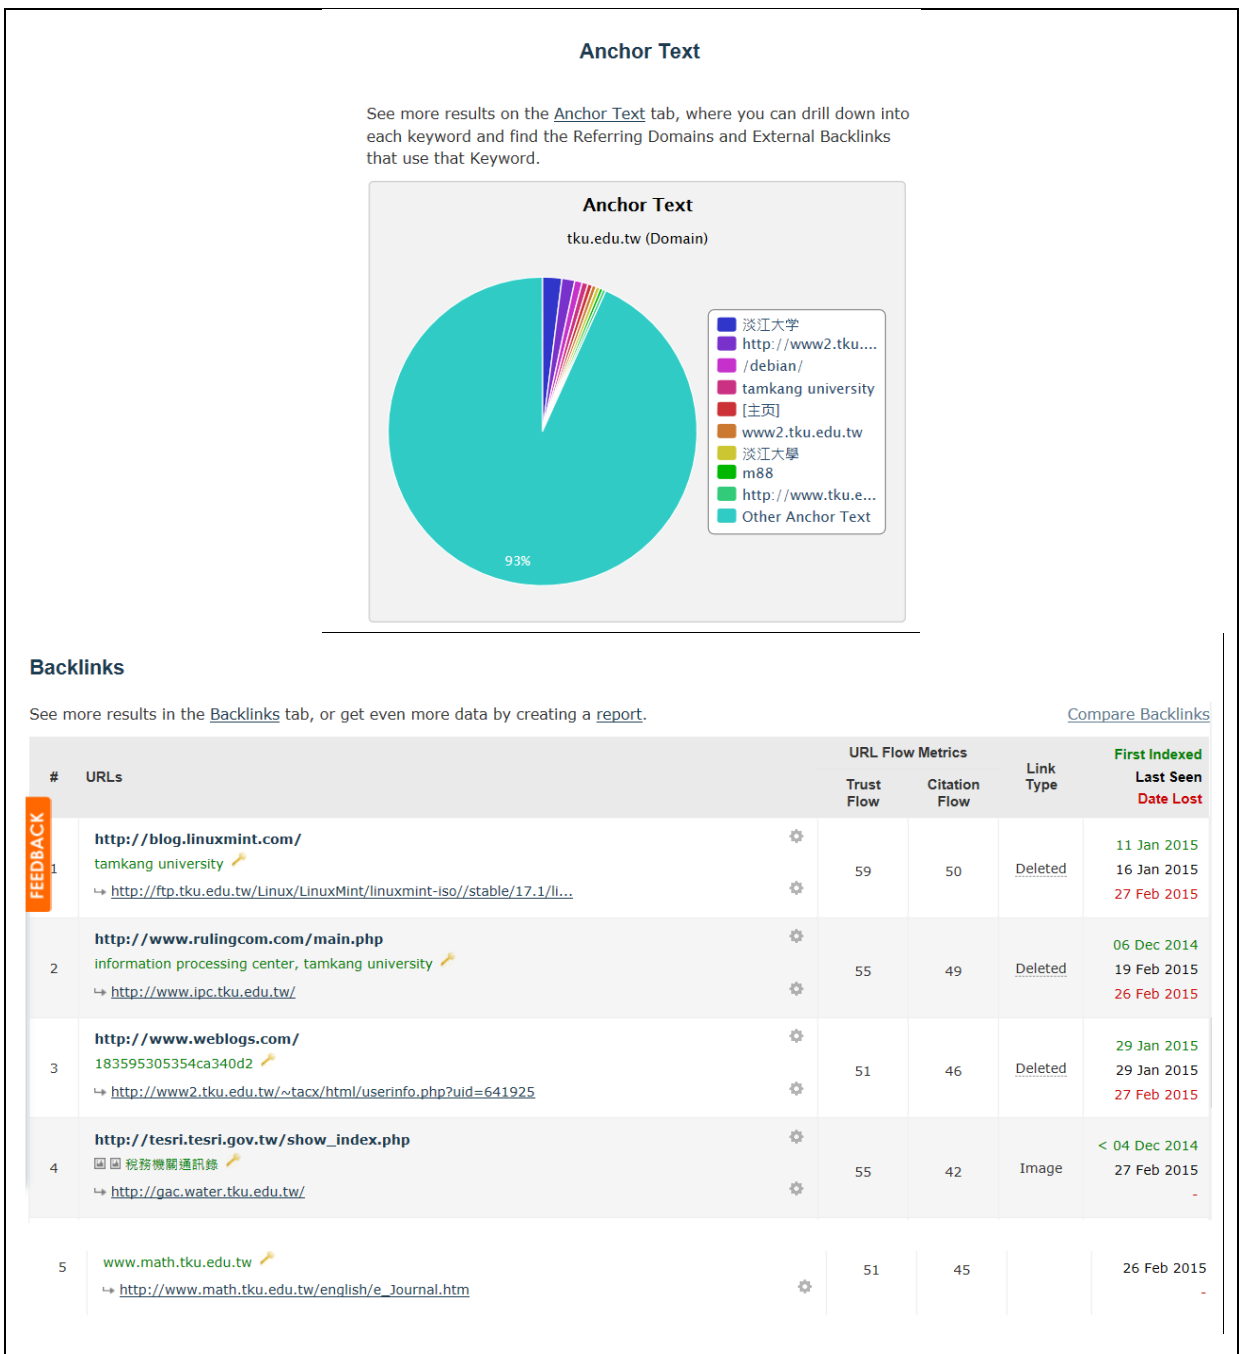 Anchor Text
See more results on the Anchor Text tab, where you can drill down into
each keyword and find the Referring Domains and External Backlinks
that use that Keyword.
Anchor Text
tku.edu.tw (Domain)
淡江大学
http://www2.tku....
/debian/
tamkang university
[主页]
www2.tku.edu.tw
淡江大學
m88
http://www.tku.e...
Other Anchor Text
93%
Backlinks
See more results in the Backlinks tab, or get even more data by creating a report.
Compare Backlinks
# URLs
URL Flow Metrics
Trust Flow
Citation Flow
Link Type
First Indexed
Last Seen
Date Lost
FEEDBACK
1
http://blog.linuxmint.com/
tamkang university
http://ftp.tku.edu.tw/Linux/LinuxMint/linuxmint-iso//stable/17.1/li...
59 50 Deleted
11 Jan 2015
16 Jan 2015
27 Feb 2015
2
http://www.rulingcom.com/main.php
information processing center, tamkang university
http://www.ipc.tku.edu.tw/
55 49 Deleted
06 Dec 2014
19 Feb 2015
26 Feb 2015
3
http://www.weblogs.com/
183595305354ca340d2
http://www2.tku.edu.tw/~tacx/html/userinfo.php?uid=641925
51 46 Deleted
29 Jan 2015
29 Jan 2015
27 Feb 2015
4
http://tesri.tesri.gov.tw/show_index.php
稅務機關通訊錄
http://gac.water.tku.edu.tw/
55 42 Image
< 04 Dec 2014
27 Feb 2015
-
5
www.math.tku.edu.tw
http://www.math.tku.edu.tw/english/e_Journal.htm
51 45
26 Feb 2015
-